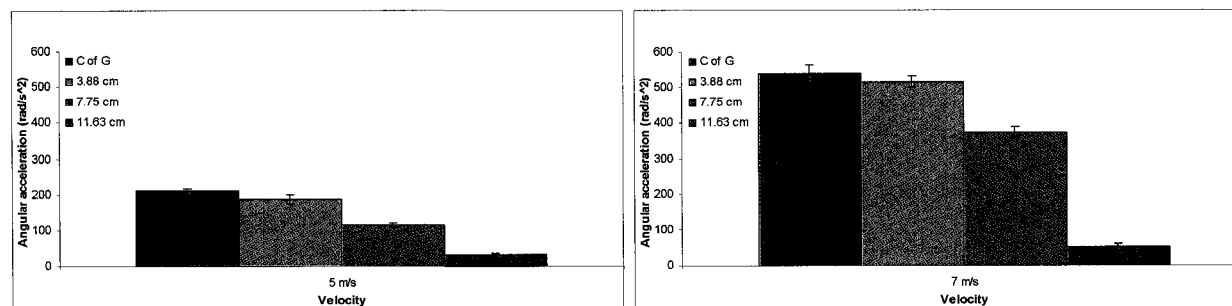 600
500
400
300
200
100
0
Angular acceleration (rad/s^2)
C of G
3.88 cm
7.75 cm
11.63 cm
5 m/s
Velocity
600
500
400
300
200
100
0
Angular acceleration (rad/s^2)
C of G
3.88 cm
7.75 cm
11.63 cm
7 m/s
Velocity